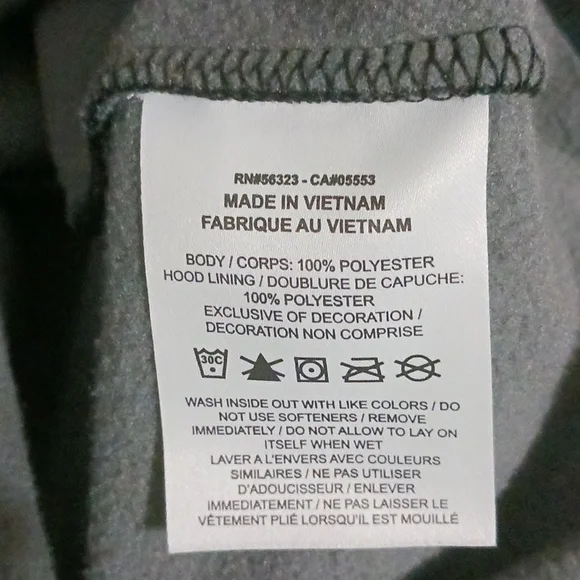 RN#56323 - CA#05553
MADE IN VIETNAM
FABRIQUE AU VIETNAM
BODY / CORPS: 100% POLYESTER
HOOD LINING / DOUBLURE DE CAPUCHE:
100% POLYESTER
EXCLUSIVE OF DECORATION /
DECORATION NON COMPRISE
30C
WASH INSIDE OUT WITH LIKE COLORS / DO
NOT USE SOFTENERS / REMOVE
IMMEDIATELY / DO NOT ALLOW TO LAY ON
ITSELF WHEN WET
LAVER A L'ENVERS AVEC COULEURS
SIMILAIRES / NE PAS UTILISER
D'ADOUCISSEUR / ENLEVER
IMMEDIATEMENT / NE PAS LAISSER LE
VÊTEMENT PLIÉ LORSQU'IL EST MOUILLÉ